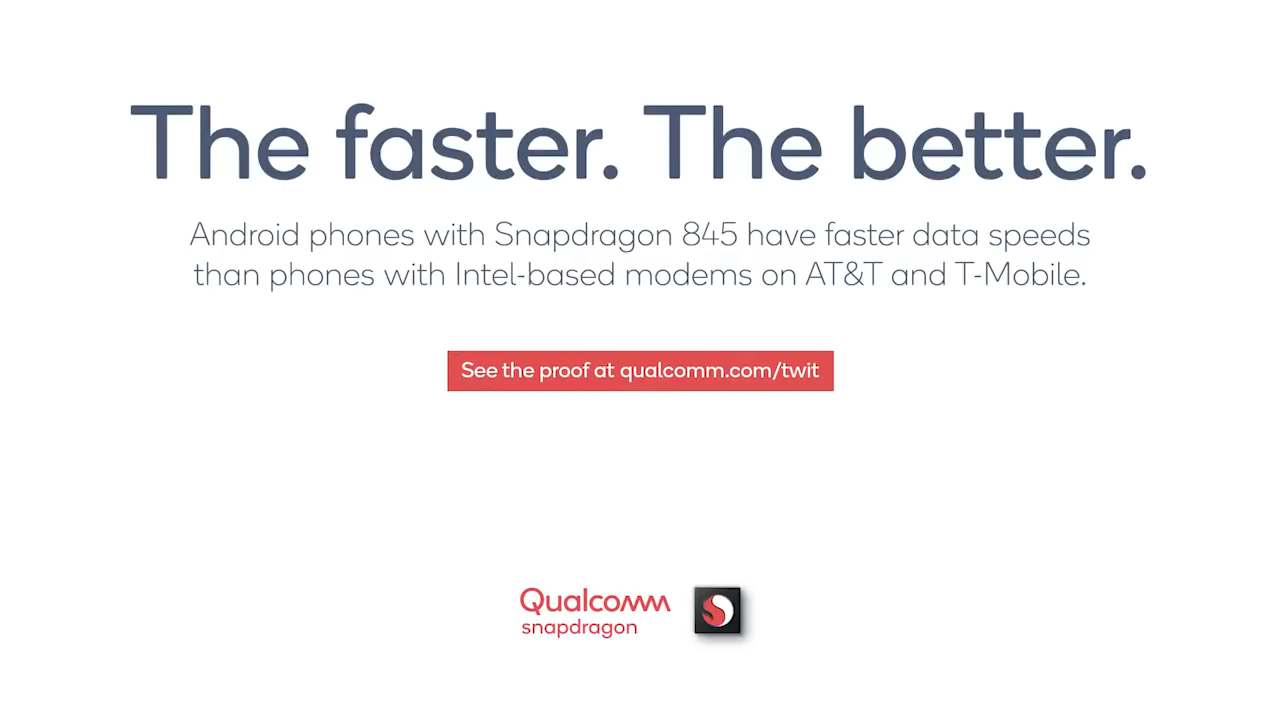 The faster. The better.
Android phones with Snapdragon 845 have faster data speeds
than phones with Intel-based modems on AT&T and T-Mobile.
See the proof at qualcomm.com/twit
Qualcomm
snapdragon